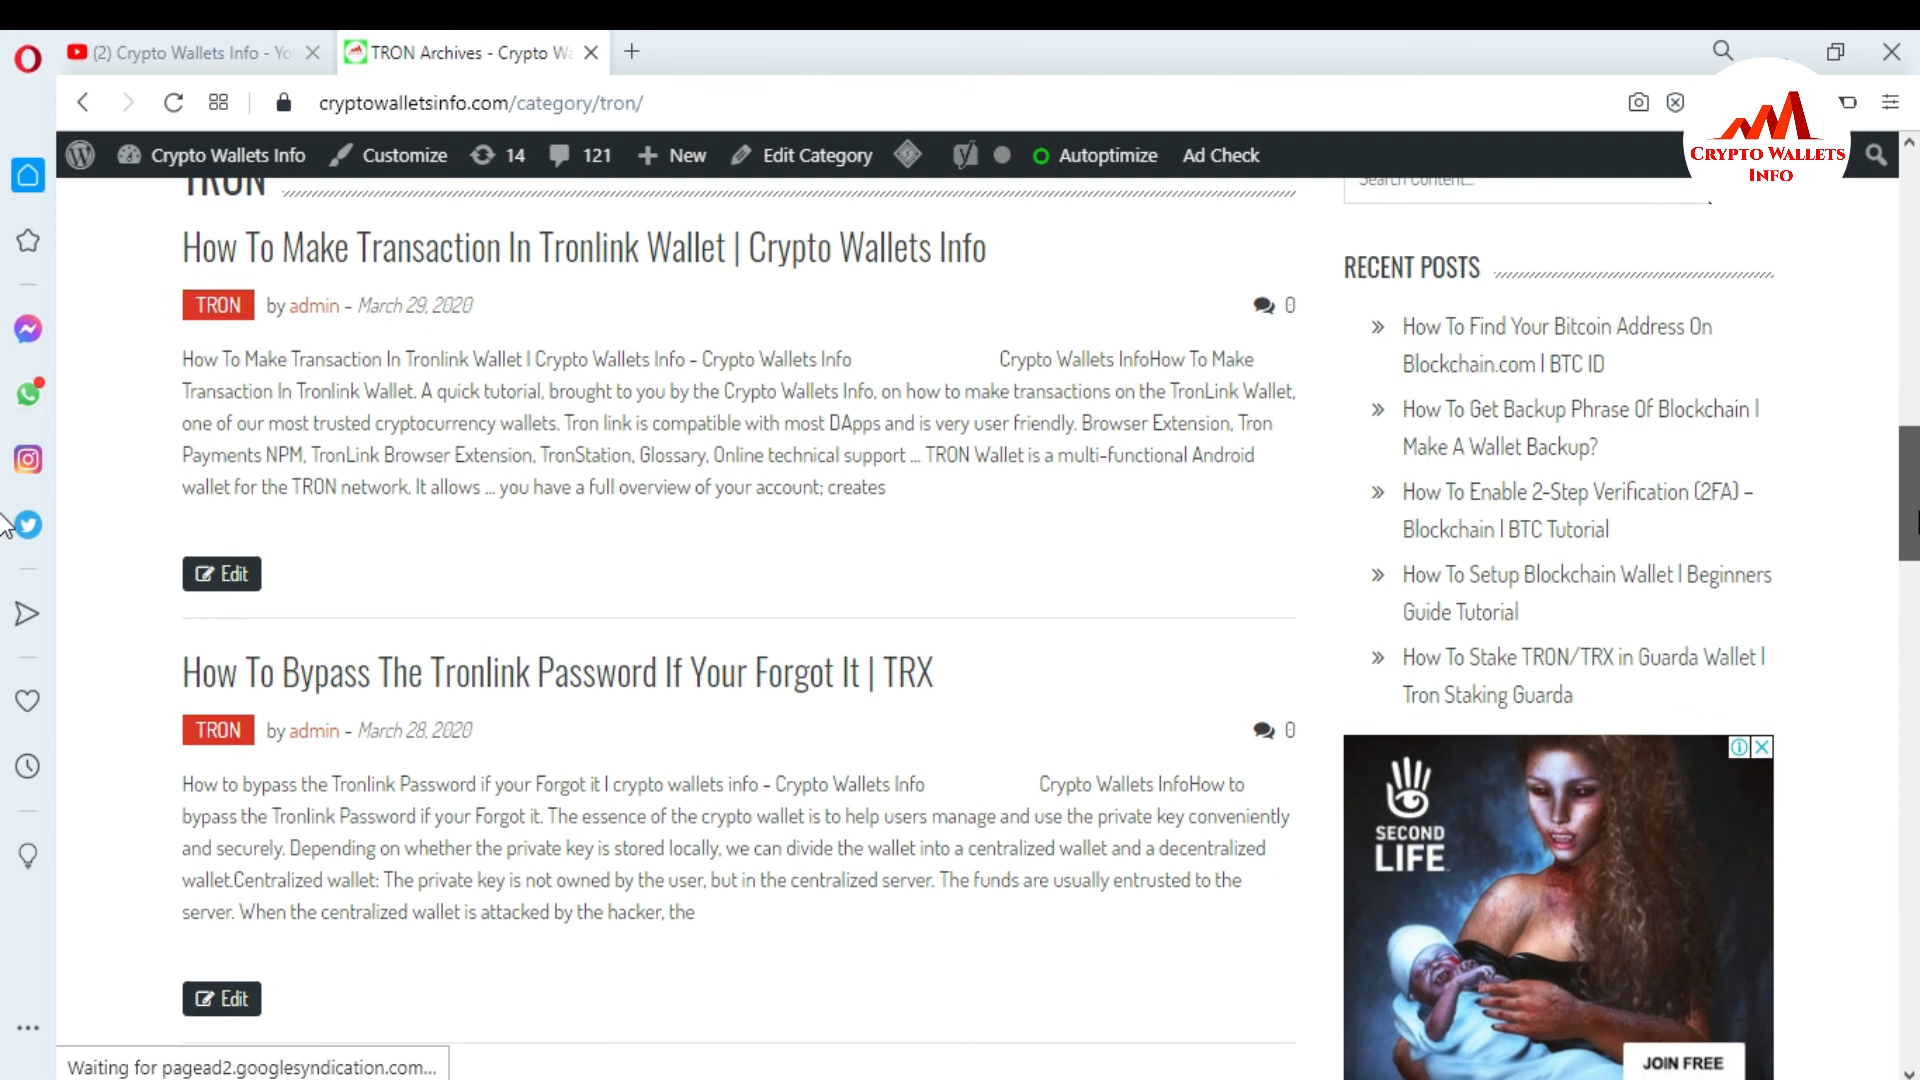 (2) Crypto Wallets Info - Yo
TRON Archives - Crypto Wa
cryptowalletsinfo.com/category/tron/
Crypto Wallets Info
Customize
14
121
New
Edit Category
Autoptimize
Ad Check
CRYPTO WALLETS
INFO
TRON
Search Content...
How To Make Transaction In Tronlink Wallet | Crypto Wallets Info
TRON by admin - March 29, 2020
0
How To Make Transaction In Tronlink Wallet | Crypto Wallets Info - Crypto Wallets Info Crypto Wallets InfoHow To Make
Transaction In Tronlink Wallet. A quick tutorial, brought to you by the Crypto Wallets Info, on how to make transactions on the TronLink Wallet,
one of our most trusted cryptocurrency wallets. Tron link is compatible with most DApps and is very user friendly. Browser Extension, Tron
Payments NPM, TronLink Browser Extension, TronStation, Glossary, Online technical support ... TRON Wallet is a multi-functional Android
wallet for the TRON network. It allows ... you have a full overview of your account; creates
Edit
How To Bypass The Tronlink Password If Your Forgot It | TRX
TRON by admin - March 28, 2020
0
How to bypass the Tronlink Password if your Forgot it | crypto wallets info - Crypto Wallets Info Crypto Wallets InfoHow to
bypass the Tronlink Password if your Forgot it. The essence of the crypto wallet is to help users manage and use the private key conveniently
and securely. Depending on whether the private key is stored locally, we can divide the wallet into a centralized wallet and a decentralized
wallet.Centralized wallet: The private key is not owned by the user, but in the centralized server. The funds are usually entrusted to the
server. When the centralized wallet is attacked by the hacker, the
Edit
RECENT POSTS
How To Find Your Bitcoin Address On
Blockchain.com | BTC ID
How To Get Backup Phrase Of Blockchain |
Make A Wallet Backup?
How To Enable 2-Step Verification (2FA) –
Blockchain | BTC Tutorial
How To Setup Blockchain Wallet | Beginners
Guide Tutorial
How To Stake TRON/TRX in Guarda Wallet |
Tron Staking Guarda
SECOND
LIFE
JOIN FREE
Waiting for pagead2.googlesyndication.com...